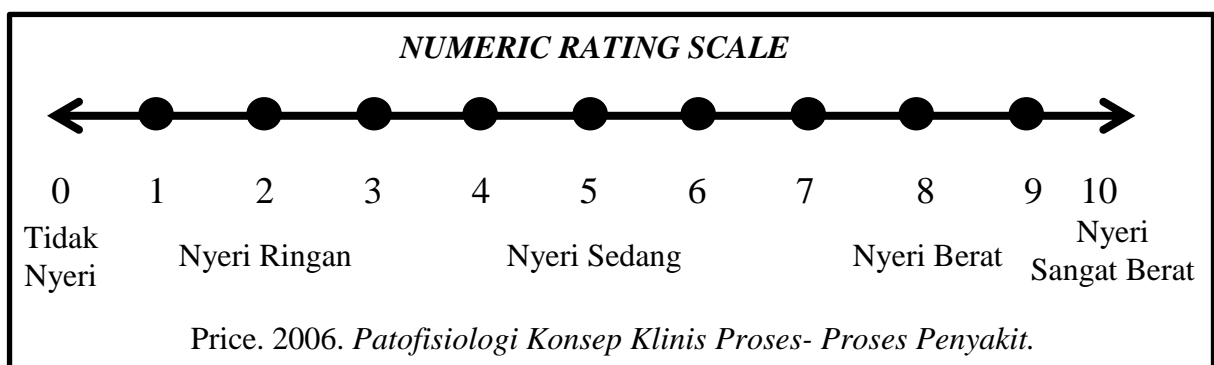 NUMERIC RATING SCALE
0 1 2 3 4 5 6 7 8 9 10
Tidak
Nyeri
Nyeri Ringan
Nyeri Sedang
Nyeri Berat
Nyeri
Sangat Berat
Price. 2006. Patofisiologi Konsep Klinis Proses- Proses Penyakit.